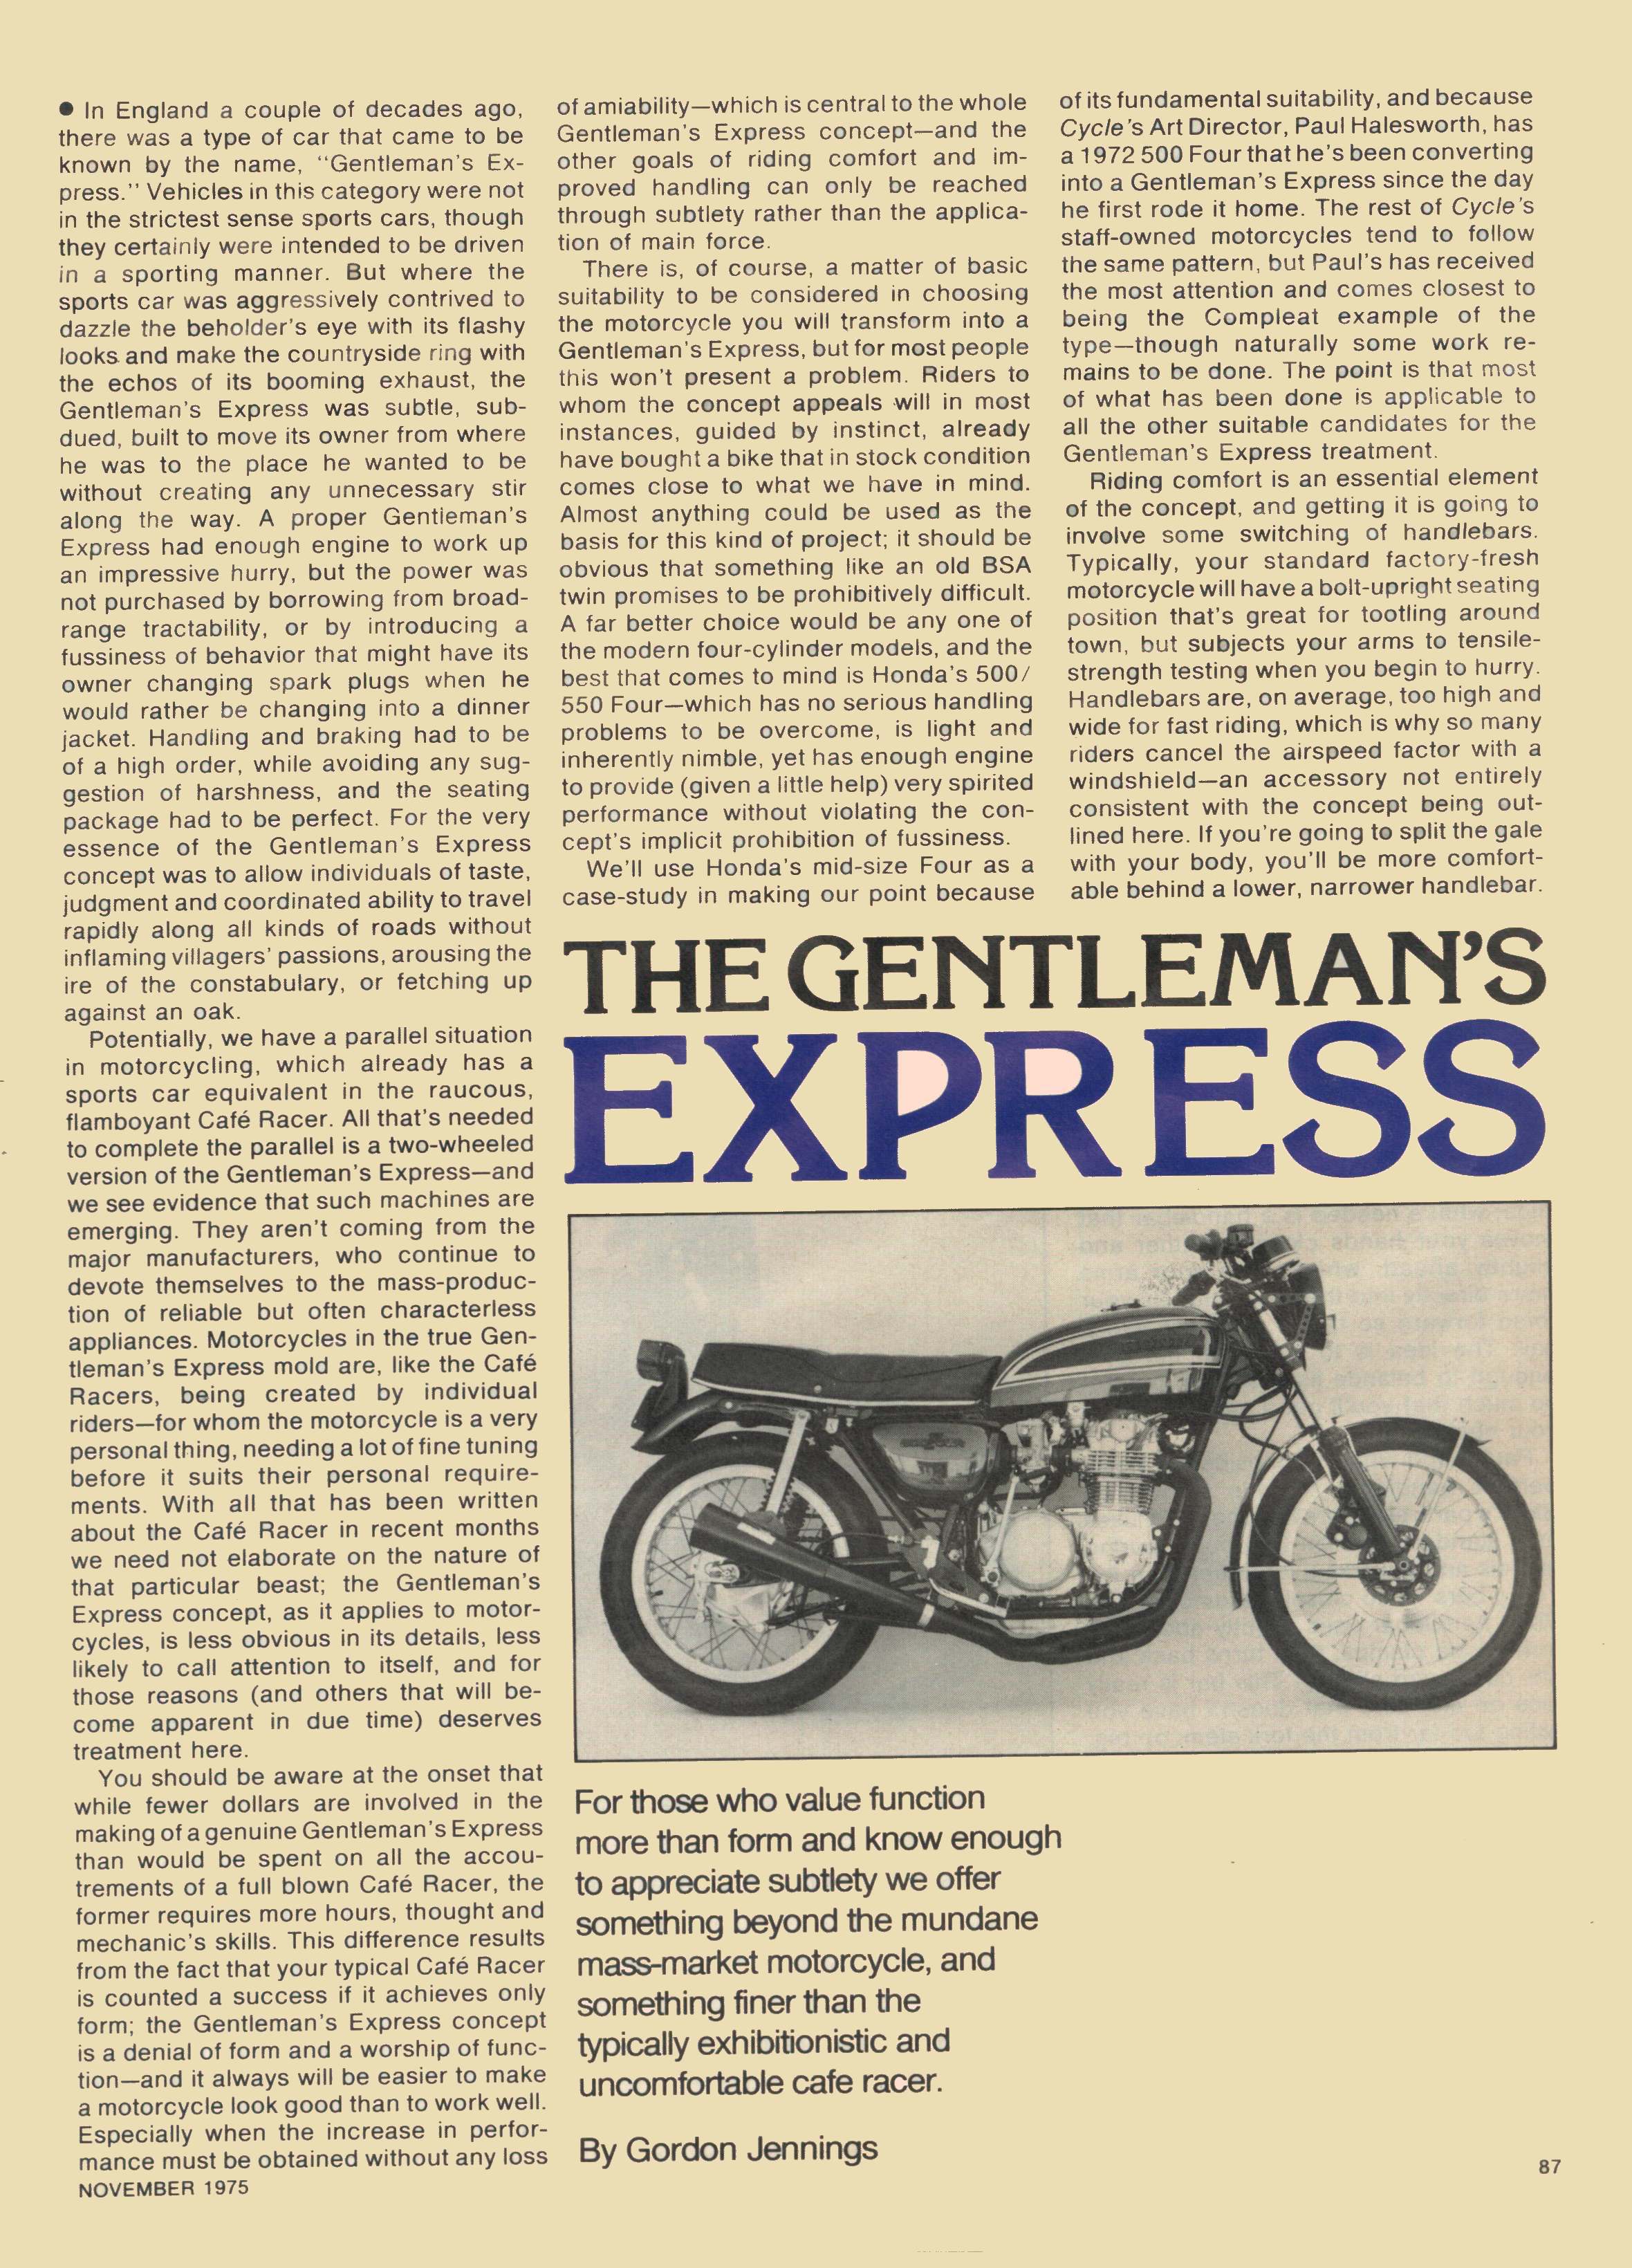 ● In England a couple of decades ago,
there was a type of car that came to be
known by the name, "Gentleman's Ex-
press." Vehicles in this category were not
in the strictest sense sports cars, though
they certainly were intended to be driven
in a sporting manner. But where the
sports car was aggressively contrived to
dazzle the beholder's eye with its flashy
looks and make the countryside ring with
the echos of its booming exhaust, the
Gentleman's Express was subtle, sub-
dued, built to move its owner from where
he was to the place he wanted to be
without creating any unnecessary stir
along the way. A proper Gentleman's
Express had enough engine to work up
an impressive hurry, but the power was
not purchased by borrowing from broad-
range tractability, or by introducing a
fussiness of behavior that might have its
owner changing spark plugs when he
would rather be changing into a dinner
jacket. Handling and braking had to be
of a high order, while avoiding any sug-
gestion of harshness, and the seating
package had to be perfect. For the very
essence of the Gentleman's Express
concept was to allow individuals of taste,
judgment and coordinated ability to travel
rapidly along all kinds of roads without
inflaming villagers' passions, arousing the
ire of the constabulary, or fetching up
against an oak.
Potentially, we have a parallel situation
in motorcycling, which already has a
sports car equivalent in the raucous,
flamboyant Café Racer. All that's needed
to complete the parallel is a two-wheeled
version of the Gentleman's Express—and
we see evidence that such machines are
emerging. They aren't coming from the
major manufacturers, who continue to
devote themselves to the mass-produc-
tion of reliable but often characterless
appliances. Motorcycles in the true Gen-
tleman's Express mold are, like the Café
Racers, being created by individual
riders—for whom the motorcycle is a very
personal thing, needing a lot of fine tuning
before it suits their personal require-
ments. With all that has been written
about the Café Racer in recent months
we need not elaborate on the nature of
that particular beast; the Gentleman's
Express concept, as it applies to motor-
cycles, is less obvious in its details, less
likely to call attention to itself, and for
those reasons (and others that will be-
come apparent in due time) deserves
treatment here.
You should be aware at the onset that
while fewer dollars are involved in the
making of a genuine Gentleman's Express
than would be spent on all the accou-
trements of a full blown Café Racer, the
former requires more hours, thought and
mechanic's skills. This difference results
from the fact that your typical Café Racer
is counted a success if it achieves only
form; the Gentleman's Express concept
is a denial of form and a worship of func-
tion—and it always will be easier to make
a motorcycle look good than to work well.
Especially when the increase in perfor-
mance must be obtained without any loss
of amiability—which is central to the whole
Gentleman's Express concept—and the
other goals of riding comfort and im-
proved handling can only be reached
through subtlety rather than the applica-
tion of main force.
There is, of course, a matter of basic
suitability to be considered in choosing
the motorcycle you will transform into a
Gentleman's Express, but for most people
this won't present a problem. Riders to
whom the concept appeals will in most
instances, guided by instinct, already
have bought a bike that in stock condition
comes close to what we have in mind.
Almost anything could be used as the
basis for this kind of project; it should be
obvious that something like an old BSA
twin promises to be prohibitively difficult.
A far better choice would be any one of
the modern four-cylinder models, and the
best that comes to mind is Honda's 500/
550 Four—which has no serious handling
problems to be overcome, is light and
inherently nimble, yet has enough engine
to provide (given a little help) very spirited
performance without violating the con-
cept's implicit prohibition of fussiness.
We'll use Honda's mid-size Four as a
case-study in making our point because
of its fundamental suitability, and because
Cycle's Art Director, Paul Halesworth, has
a 1972 500 Four that he's been converting
into a Gentleman's Express since the day
he first rode it home. The rest of Cycle's
staff-owned motorcycles tend to follow
the same pattern, but Paul's has received
the most attention and comes closest to
being the Compleat example of the
type—though naturally some work re-
mains to be done. The point is that most
of what has been done is applicable to
all the other suitable candidates for the
Gentleman's Express treatment.
Riding comfort is an essential element
of the concept, and getting it is going to
involve some switching of handlebars.
Typically, your standard factory-fresh
motorcycle will have a bolt-upright seating
position that's great for tootling around
town, but subjects your arms to tensile-
strength testing when you begin to hurry.
Handlebars are, on average, too high and
wide for fast riding, which is why so many
riders cancel the airspeed factor with a
windshield—an accessory not entirely
consistent with the concept being out-
lined here. If you're going to split the gale
with your body, you'll be more comfort-
able behind a lower, narrower handlebar.
THE GENTLEMAN'S
EXPRESS
For those who value function
more than form and know enough
to appreciate subtlety we offer
something beyond the mundane
mass-market motorcycle, and
something finer than the
typically exhibitionistic and
uncomfortable cafe racer.
By Gordon Jennings
NOVEMBER 1975
87